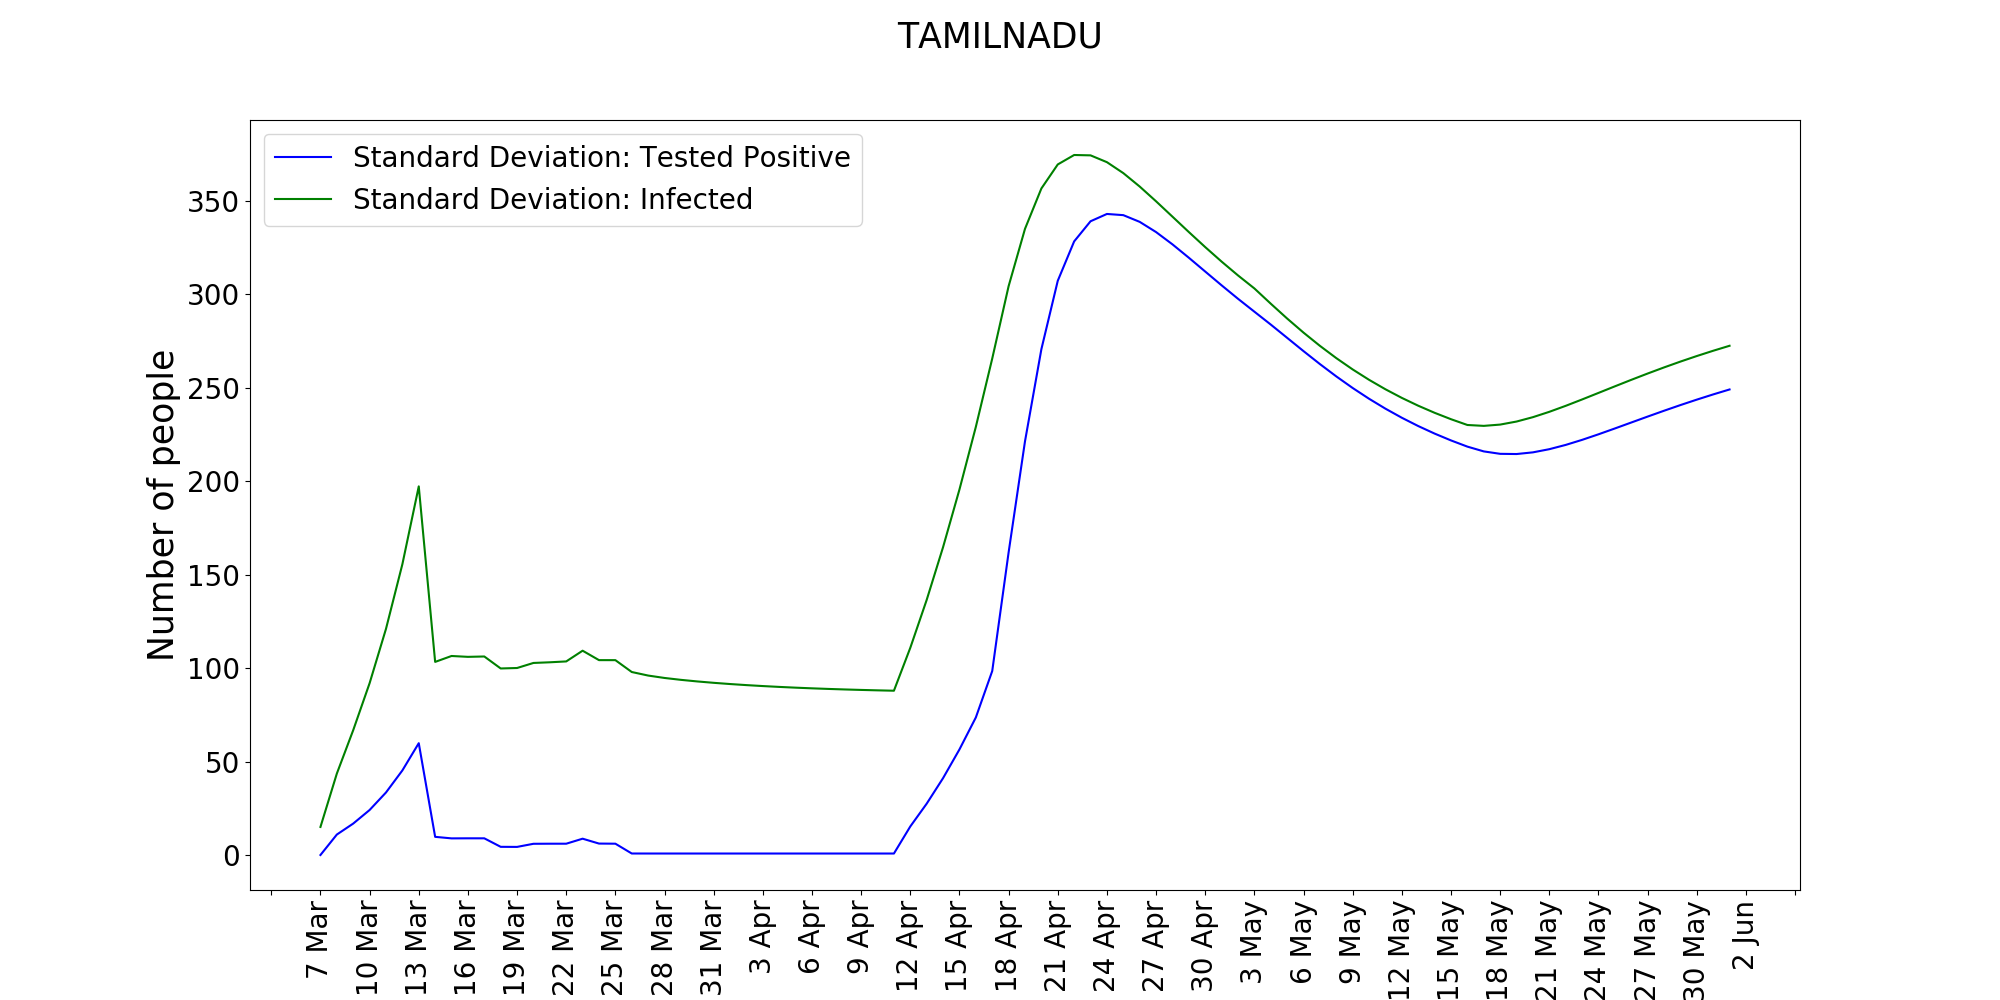 TAMILNADU
Standard Deviation: Tested Positive
Standard Deviation: Infected
Number of people
350
300
250
200
150
100
50
0
7 Mar
10 Mar
13 Mar
16 Mar
19 Mar
22 Mar
25 Mar
28 Mar
31 Mar
3 Apr
6 Apr
9 Apr
12 Apr
15 Apr
18 Apr
21 Apr
24 Apr
27 Apr
30 Apr
3 May
6 May
9 May
12 May
15 May
18 May
21 May
24 May
27 May
30 May
2 Jun